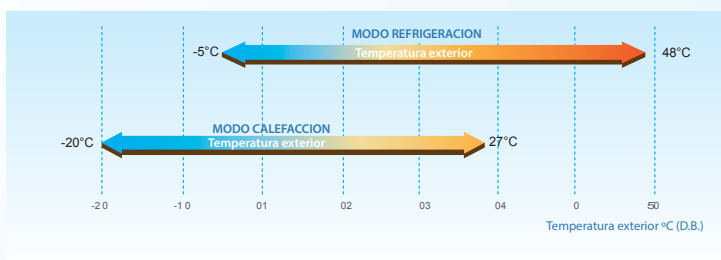 MODO REFRIGERACION
-5°C Temperatura exterior 48°C
MODO CALEFACCION
-20°C Temperatura exterior 27°C
-2 0 -1 0 01 02 03 04 0 50
Temperatura exterior ºC (D.B.)